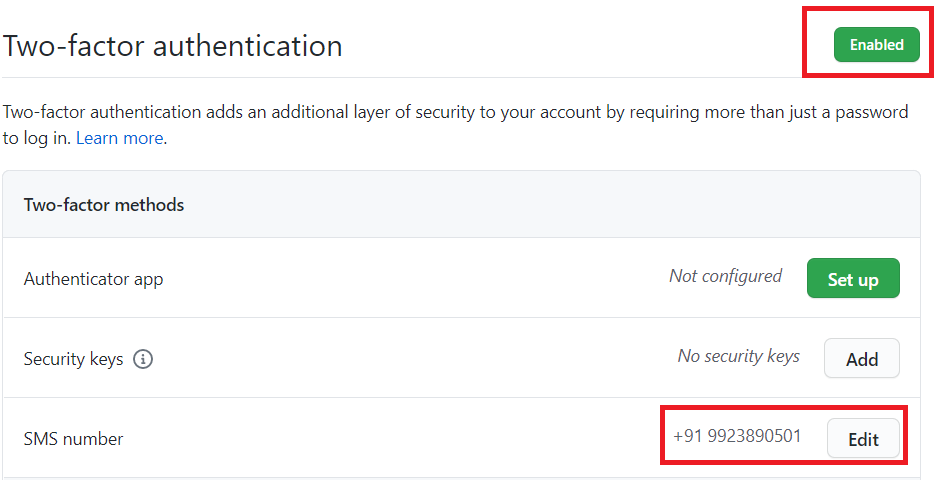 Two-factor authentication
Enabled
Two-factor authentication adds an additional layer of security to your account by requiring more than just a password
to log in. Learn more.
Two-factor methods
Authenticator app
Not configured
Set up
Security keys
No security keys
Add
SMS number
+91 9923890501
Edit